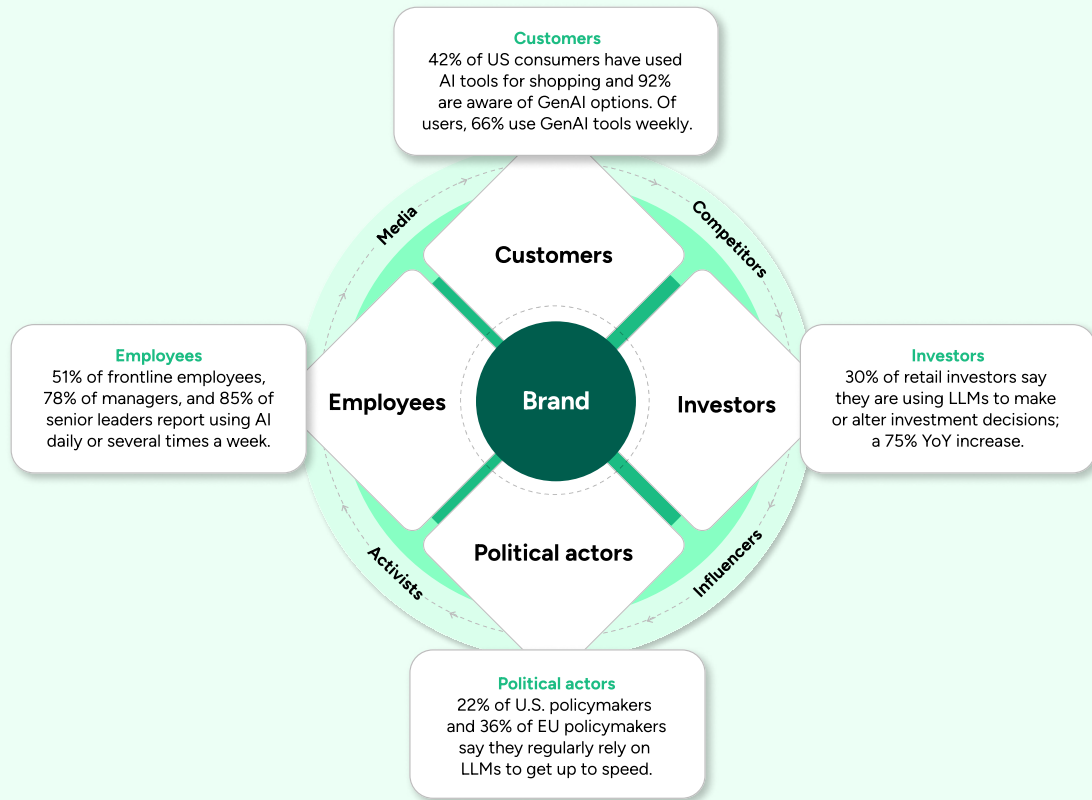 Customers
42% of US consumers have used
AI tools for shopping and 92%
are aware of GenAI options. Of
users, 66% use GenAI tools weekly.
Media
Competitors
Customers
Employees
51% of frontline employees,
78% of managers, and 85% of
senior leaders report using AI
daily or several times a week.
Employees
Brand
Investors
Investors
30% of retail investors say
they are using LLMs to make
or alter investment decisions;
a 75% YoY increase.
Political actors
Activists
Influencers
Political actors
22% of U.S. policymakers
and 36% of EU policymakers
say they regularly rely on
LLMs to get up to speed.